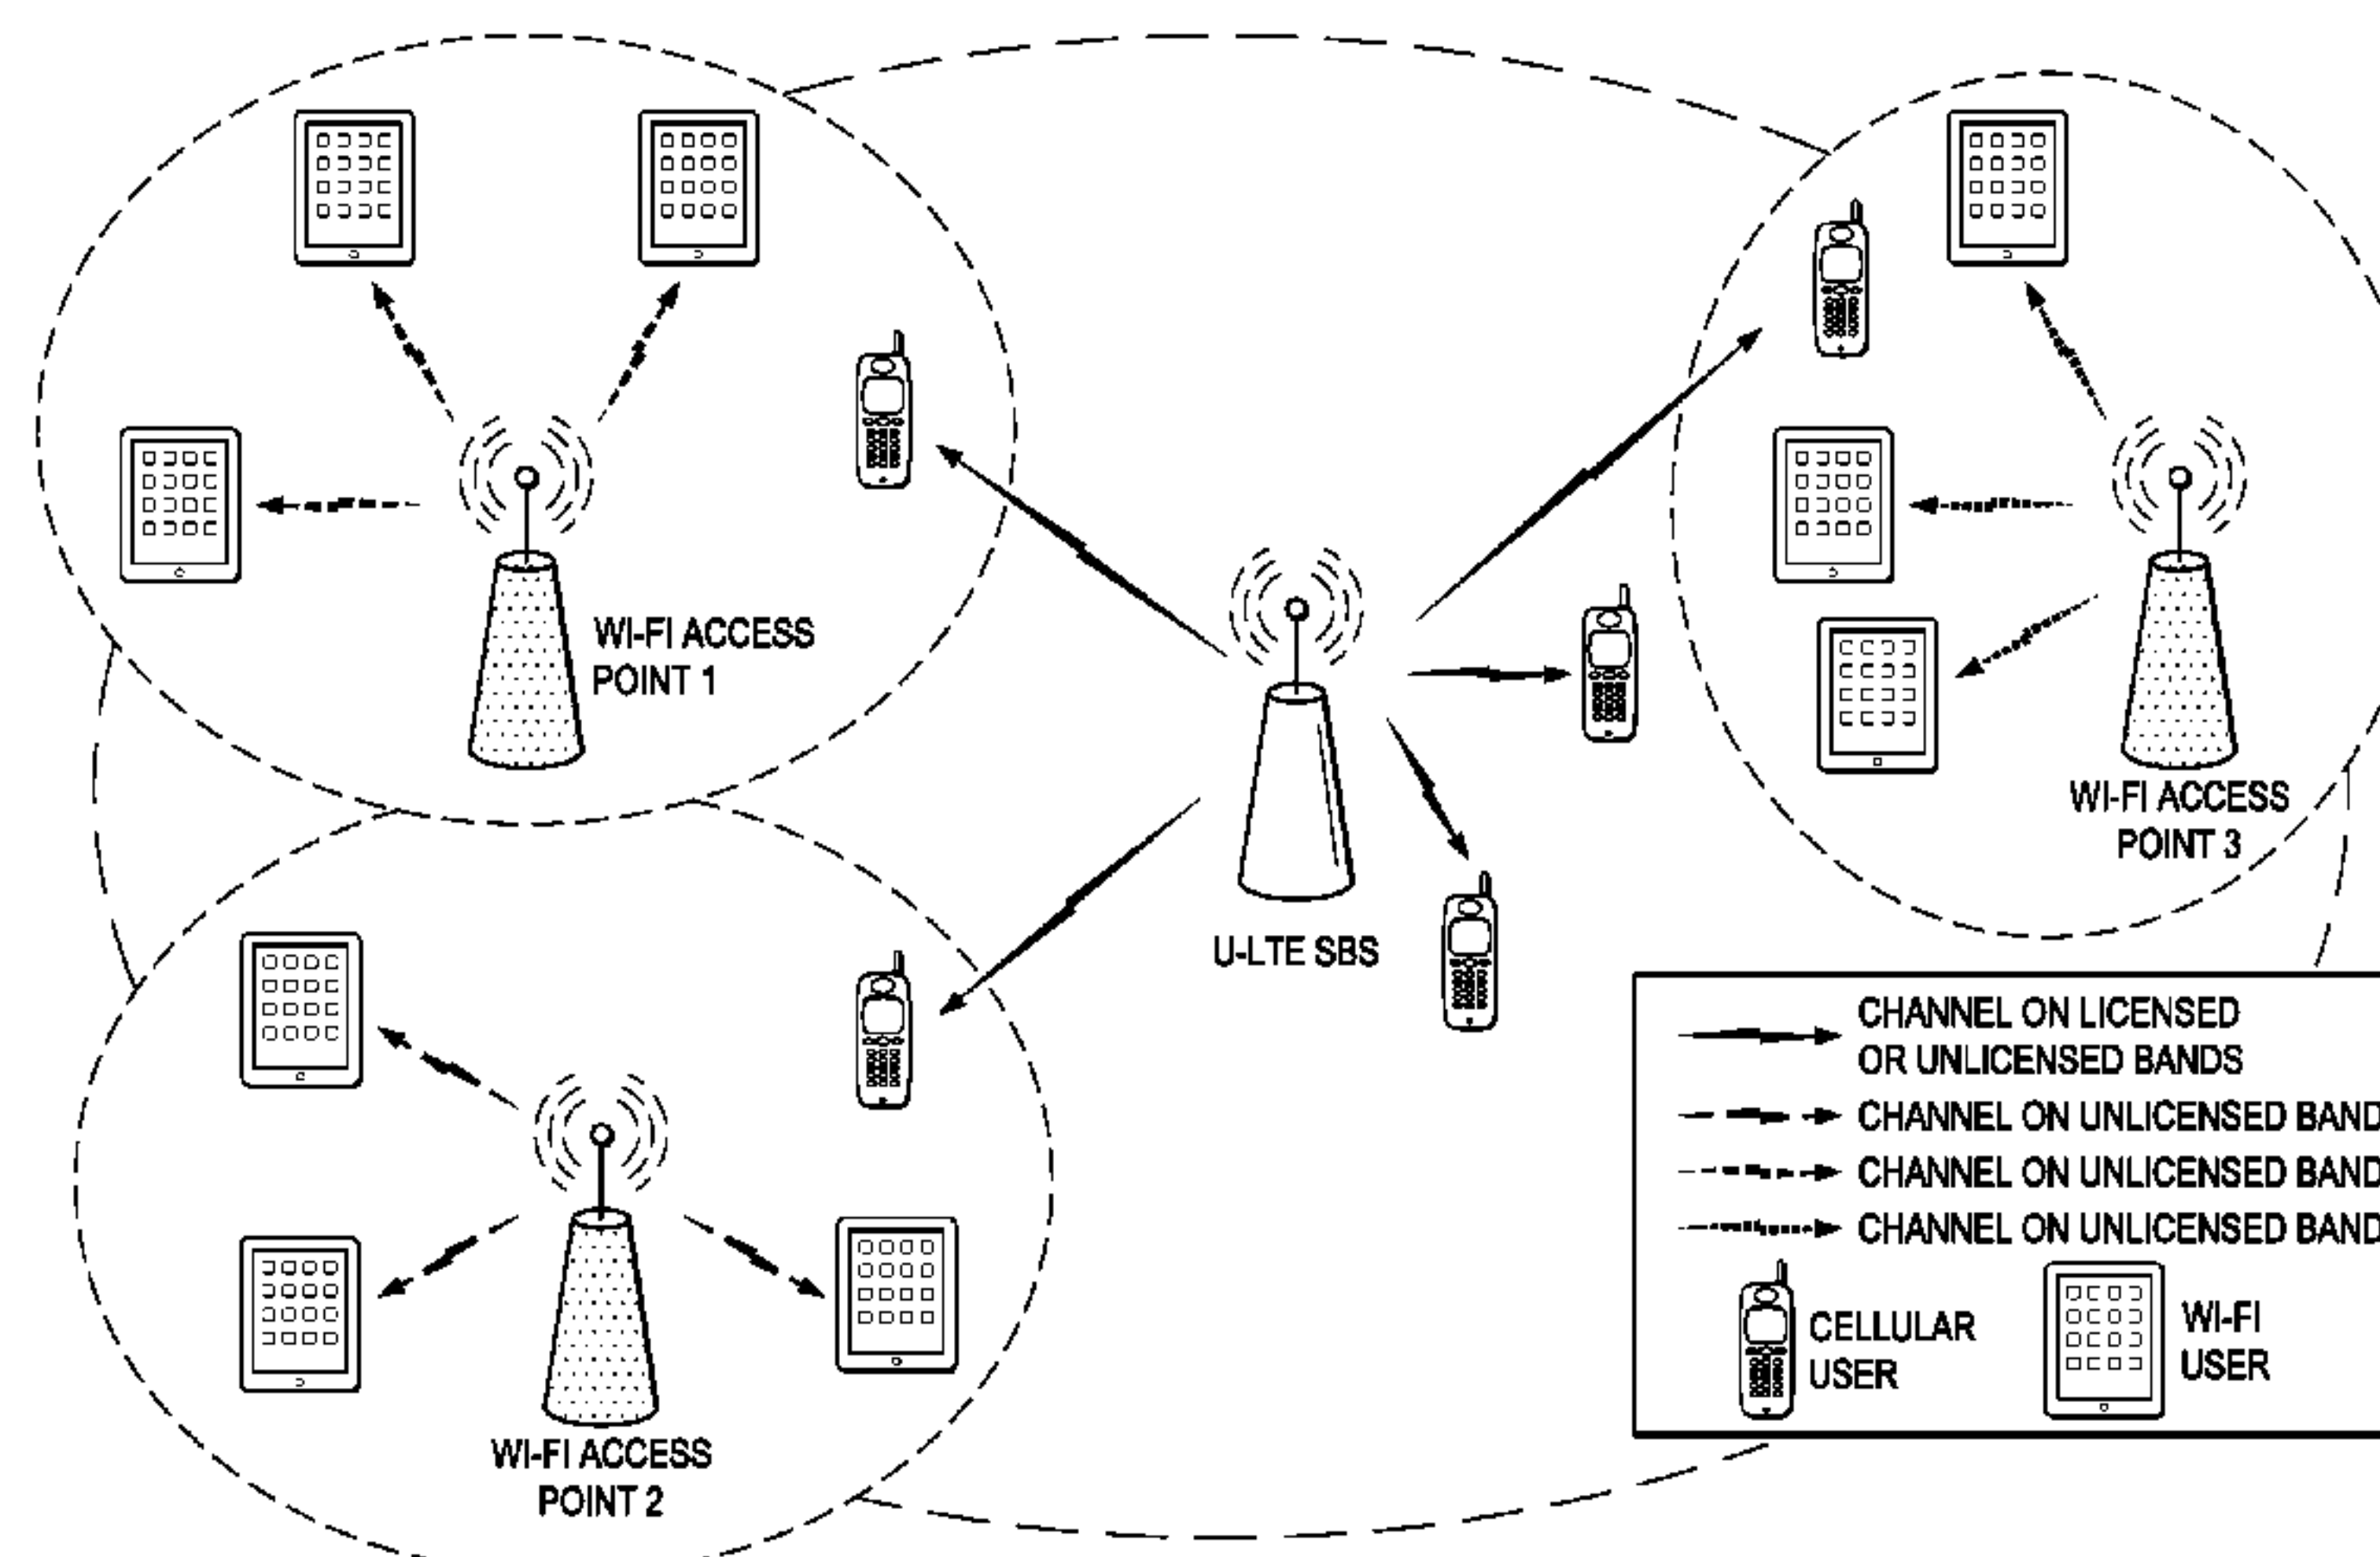 WI-FI ACCESS
POINT 1
WI-FI ACCESS
POINT 3
U-LTE SBS
WI-FI ACCESS
POINT 2
CHANNEL ON LICENSED
OR UNLICENSED BANDS
CHANNEL ON UNLICENSED BAND
CHANNEL ON UNLICENSED BAND
CHANNEL ON UNLICENSED BAND
CELLULAR
USER
WI-FI
USER